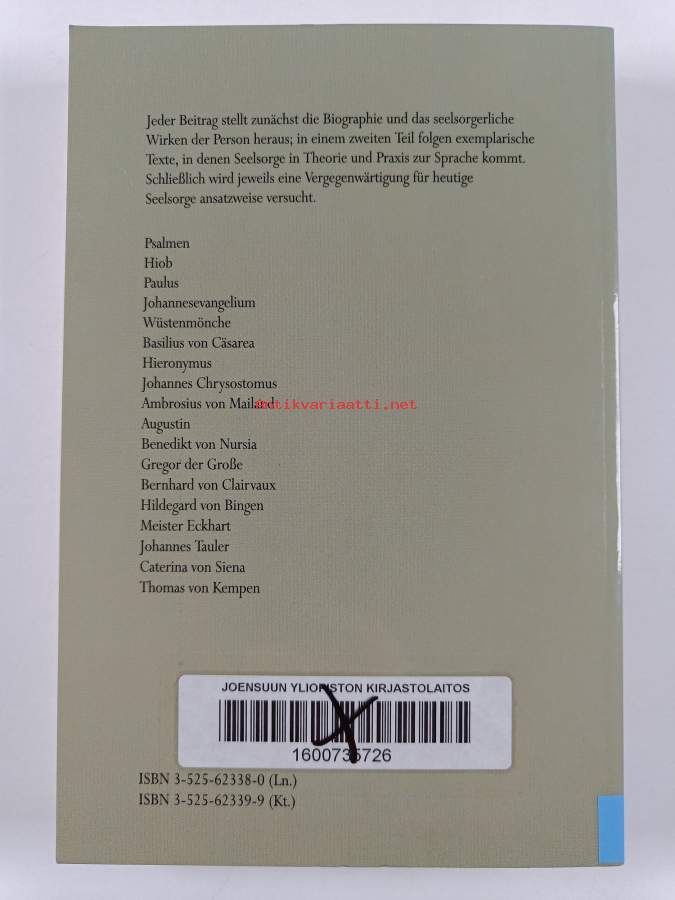 Jeder Beitrag stellt zunächst die Biographie und das seelsorgerliche
Wirken der Person heraus; in einem zweiten Teil folgen exemplarische
Texte, in denen Seelsorge in Theorie und Praxis zur Sprache kommt.
Schließlich wird jeweils eine Vergegenwärtigung für heutige
Seelsorge ansatzweise versucht.
Psalmen
Hiob
Paulus
Johannesevangelium
Wüstenmönche
Basilius von Cäsarea
Hieronymus
Johannes Chrysostomus
Ambrosius von Mailand
antikvariaatti.net
Augustin
Benedikt von Nursia
Gregor der Große
Bernhard von Clairvaux
Hildegard von Bingen
Meister Eckhart
Johannes Tauler
Caterina von Siena
Thomas von Kempen
JOENSUUN YLIOPISTON KIRJASTOLAITOS
1600735726
ISBN 3-525-62338-0 (Ln.)
ISBN 3-525-62339-9 (Kt.)